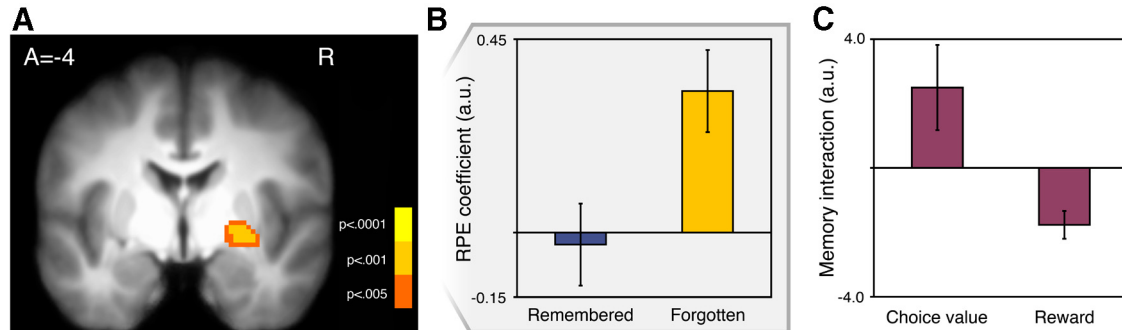 A
A=-4
R
p<.0001
p<.001
p<.005
B
0.45
RPE coefficient (a.u.)
-0.15
Remembered
Forgotten
C
4.0
Memory interaction (a.u.)
-4.0
Choice value
Reward